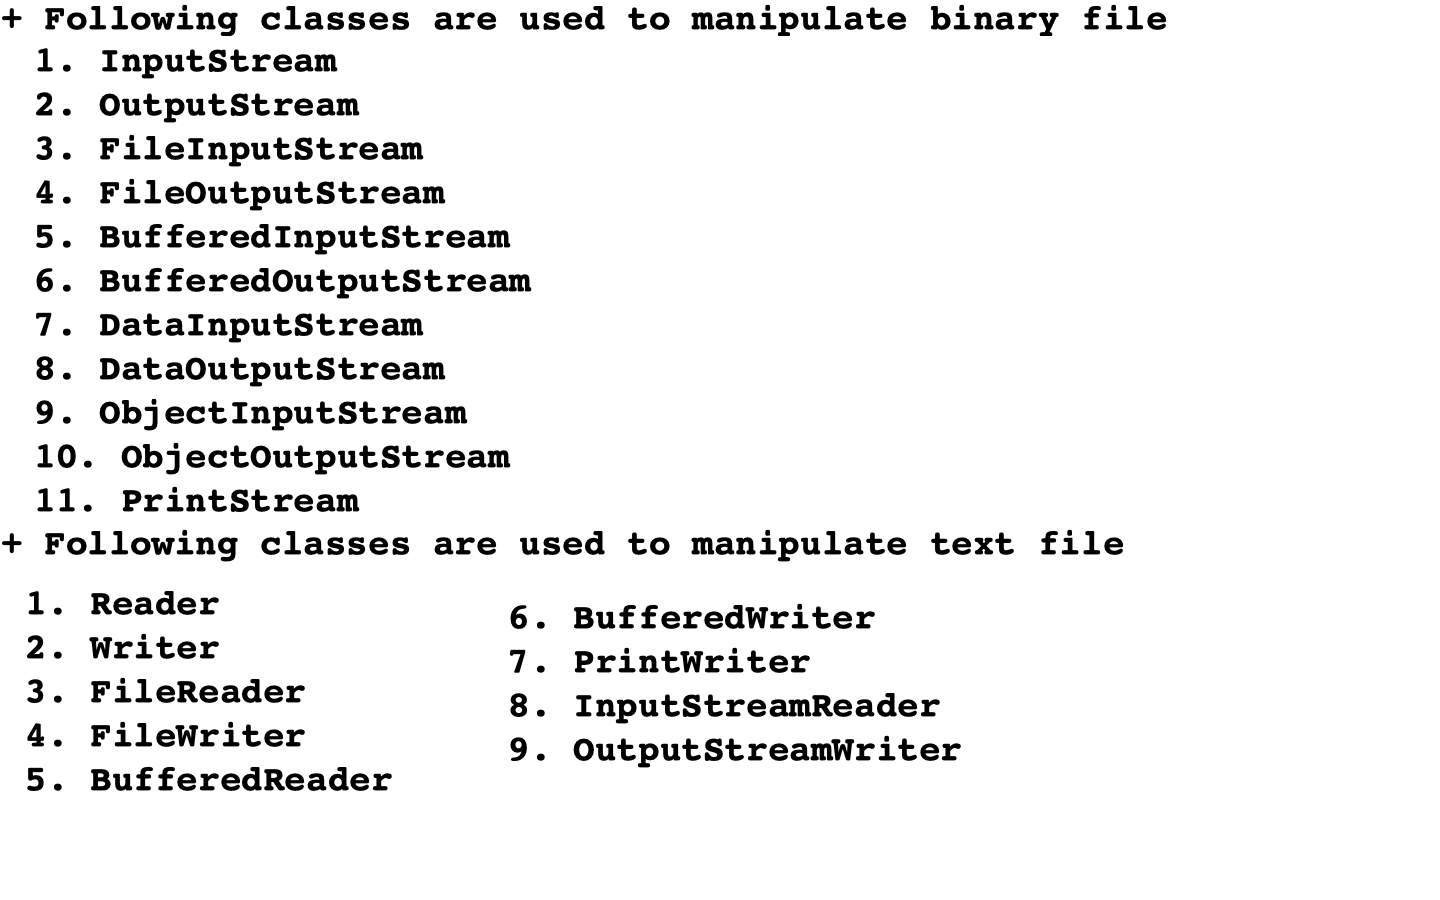 + Following classes are used to manipulate binary file
1. InputStream
2. OutputStream
3. FileInputStream
4. FileOutputStream
5. BufferedInputStream
6. BufferedOutputStream
7. DataInputStream
8. DataOutputStream
9. ObjectInputStream
10. ObjectOutputStream
11. PrintStream
+ Following classes are used to manipulate text file
1. Reader
2. Writer
3. FileReader
4. FileWriter
5. BufferedReader
6. BufferedWriter
7. PrintWriter
8. InputStreamReader
9. OutputStreamWriter